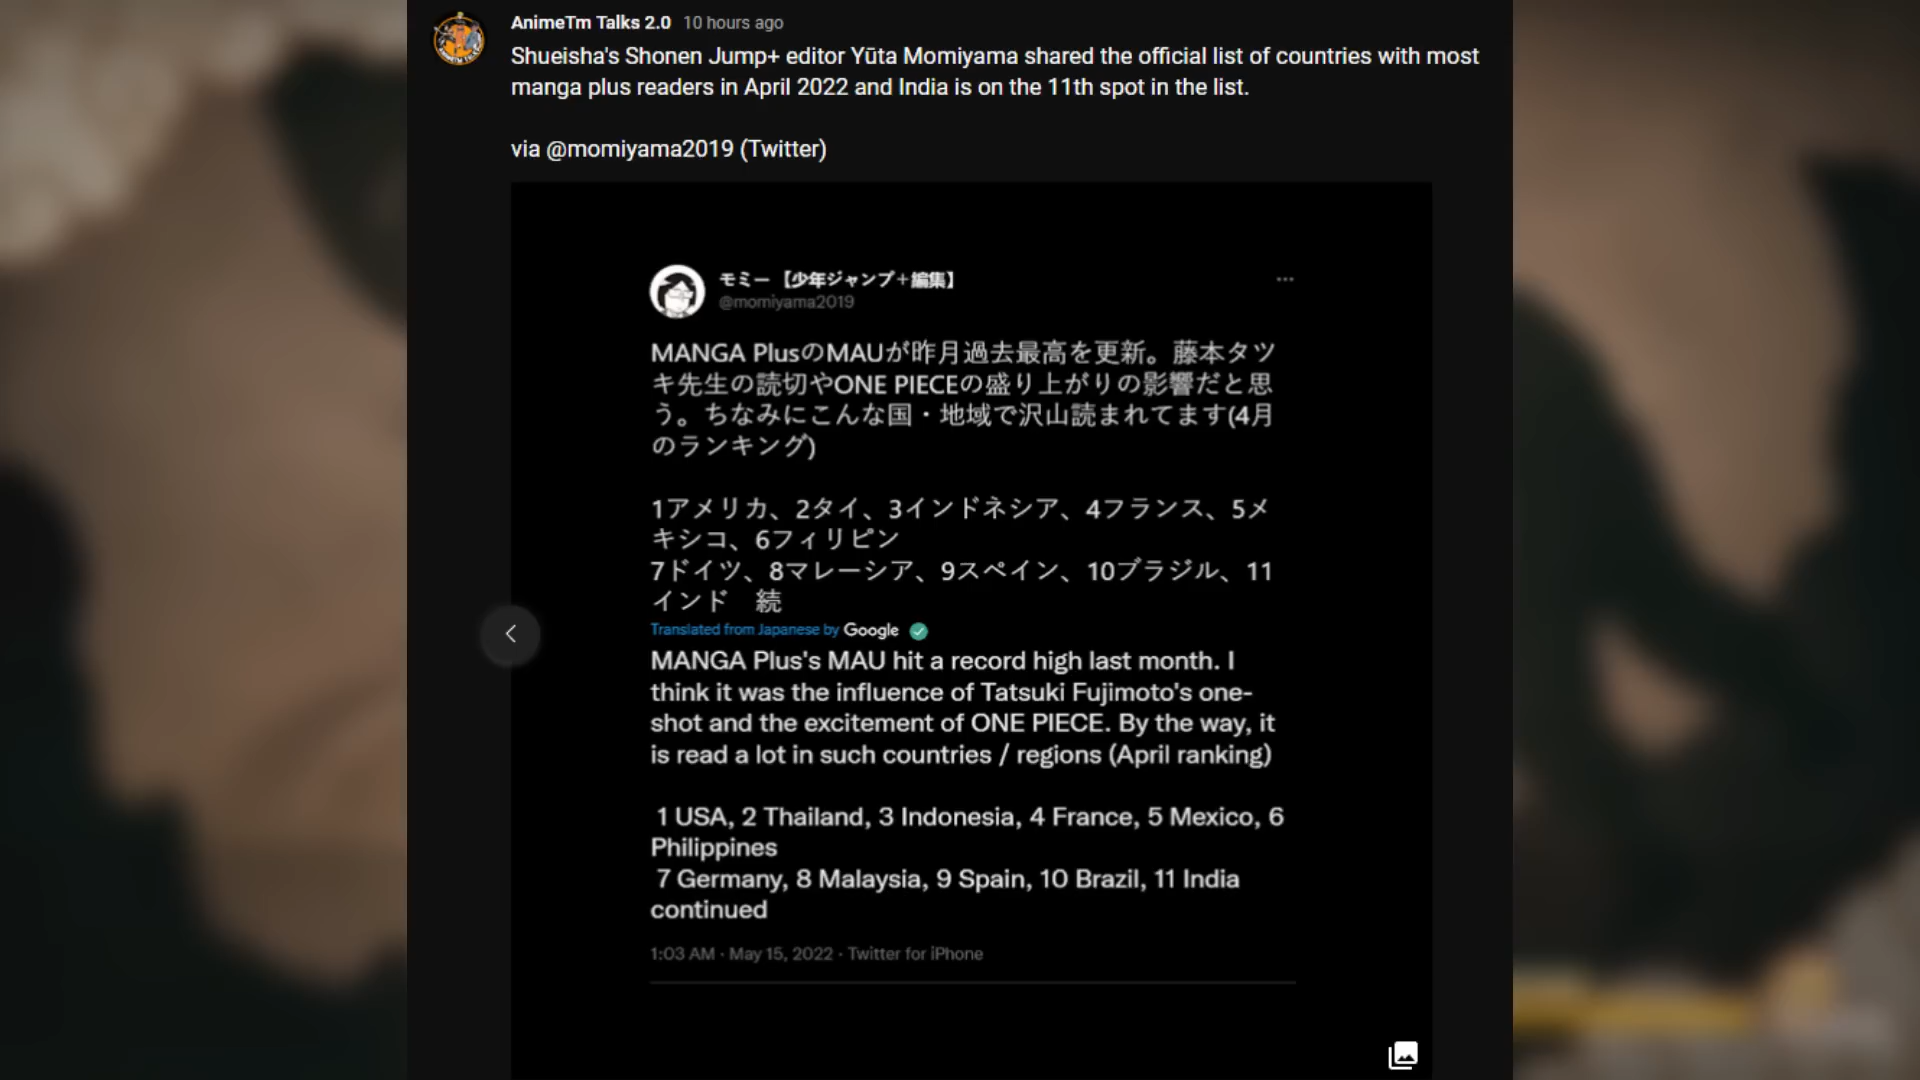 AnimeTm Talks 2.0 10 hours ago
Shueisha's Shonen Jump+ editor Yūta Momiyama shared the official list of countries with most
manga plus readers in April 2022 and India is on the 11th spot in the list.
via @momiyama2019 (Twitter)
モミー【少年ジャンプ＋編集】
@momiyama2019
MANGA PlusのMAUが昨月過去最高を更新。藤本タツ
キ先生の読切やONE PIECEの盛り上がりの影響だと思
う。ちなみにこんな国・地域で沢山読まれてます(4月
のランキング)
1アメリカ、2タイ、3インドネシア、4フランス、5メ
キシコ、6フィリピン
7ドイツ、8マレーシア、9スペイン、10ブラジル、11
インド　続
Translated from Japanese by Google
MANGA Plus's MAU hit a record high last month. I
think it was the influence of Tatsuki Fujimoto's one-
shot and the excitement of ONE PIECE. By the way, it
is read a lot in such countries / regions (April ranking)
1 USA, 2 Thailand, 3 Indonesia, 4 France, 5 Mexico, 6
Philippines
7 Germany, 8 Malaysia, 9 Spain, 10 Brazil, 11 India
continued
1:03 AM · May 15, 2022 · Twitter for iPhone